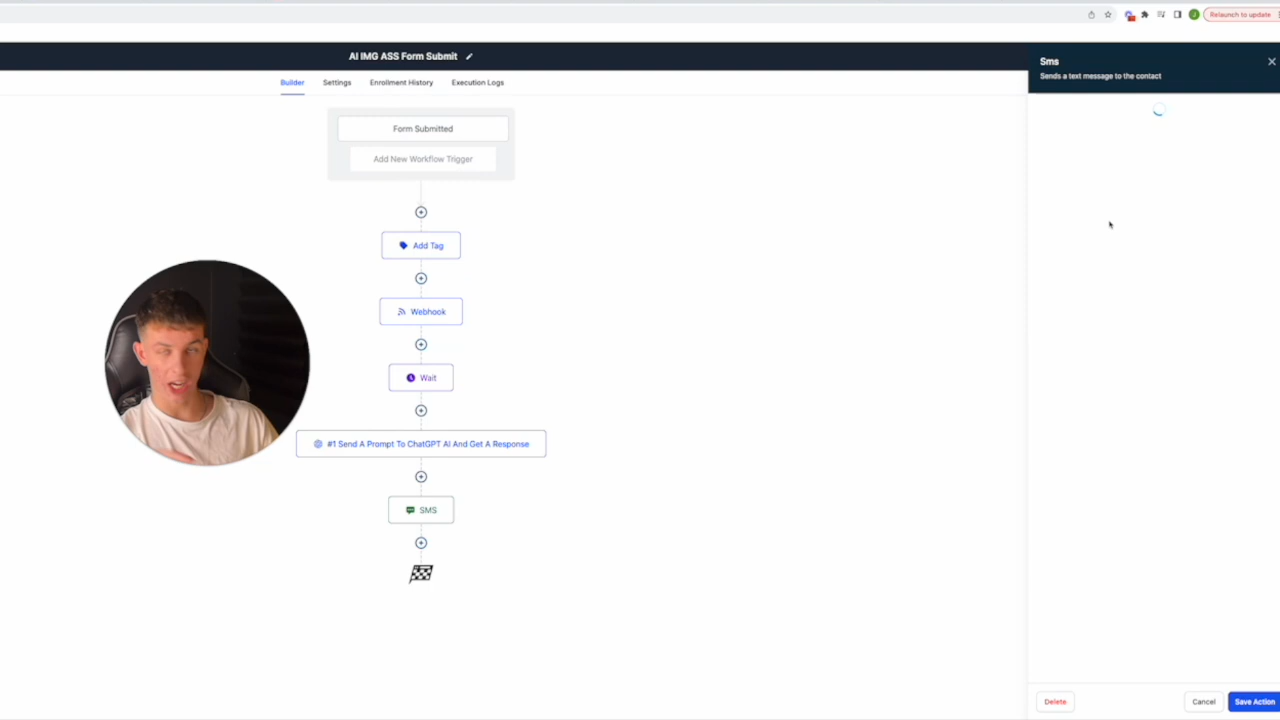 Relaunch to update
AI IMG ASS Form Submit
Builder
Settings
Enrollment History
Execution Logs
Form Submitted
Add New Workflow Trigger
Add Tag
Webhook
Wait
#1 Send A Prompt To ChatGPT AI And Get A Response
SMS
Sms
Sends a text message to the contact
Delete
Cancel
Save Action